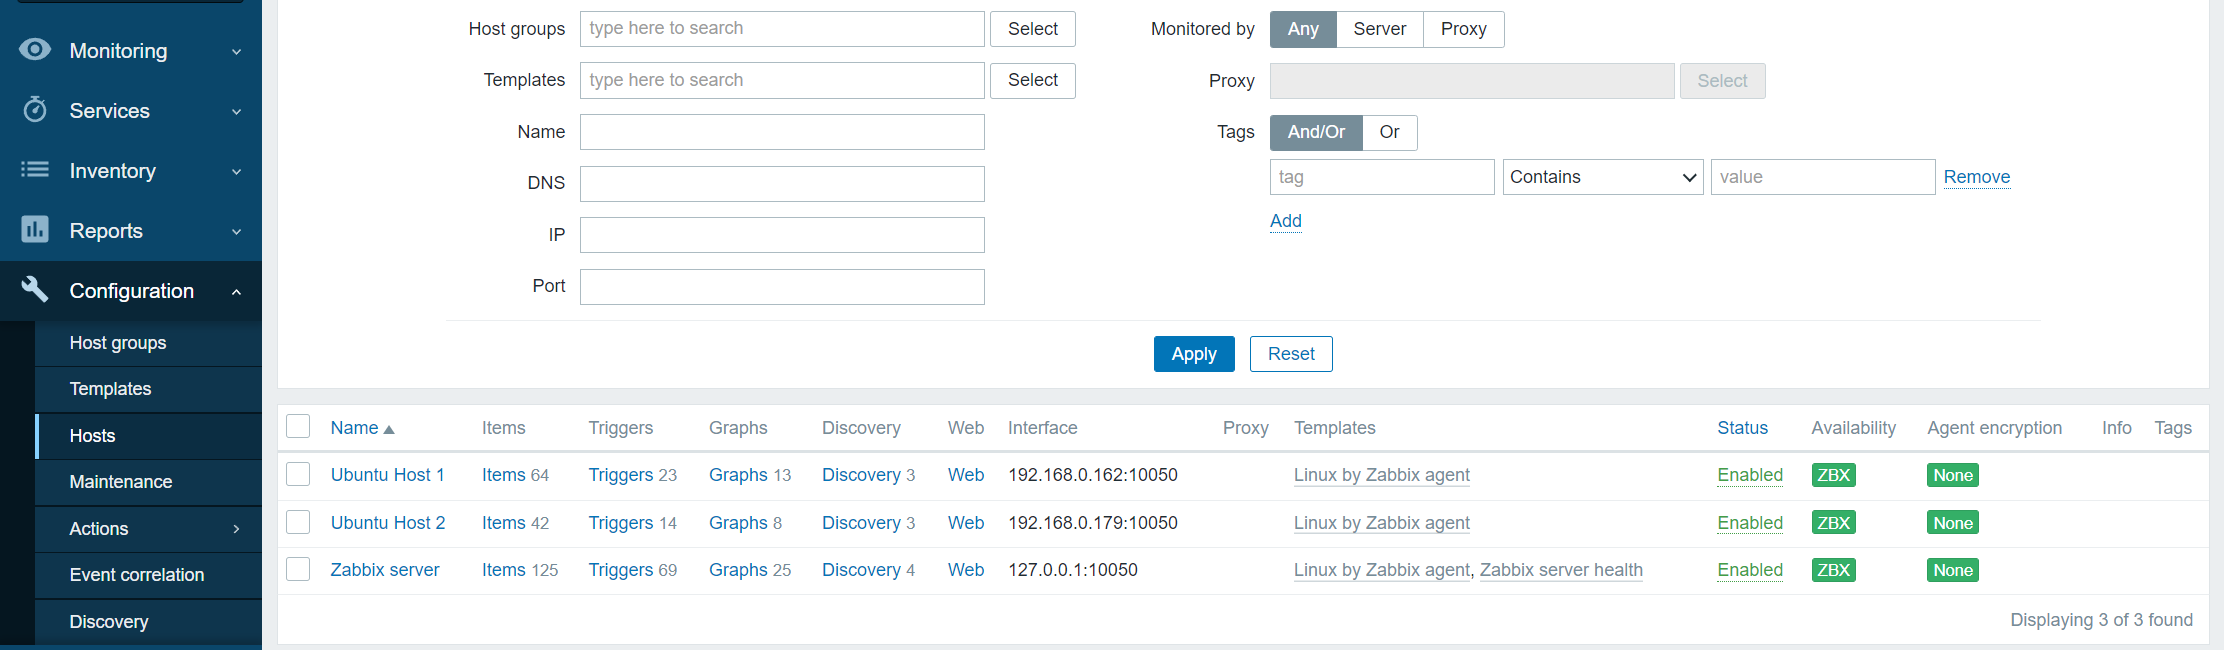 Monitoring
Services
Inventory
Reports
Configuration
Host groups
Templates
Hosts
Maintenance
Actions
Event correlation
Discovery
Host groups type here to search Select
Templates type here to search Select
Name
DNS
IP
Port
Monitored by Any Server Proxy
Proxy Select
Tags And/Or Or
tag Contains value Remove
Add
Apply Reset
Name Items Triggers Graphs Discovery Web Interface Proxy Templates Status Availability Agent encryption Info Tags
Ubuntu Host 1 Items 64 Triggers 23 Graphs 13 Discovery 3 Web 192.168.0.162:10050 Linux by Zabbix agent Enabled ZBX None
Ubuntu Host 2 Items 42 Triggers 14 Graphs 8 Discovery 3 Web 192.168.0.179:10050 Linux by Zabbix agent Enabled ZBX None
Zabbix server Items 125 Triggers 69 Graphs 25 Discovery 4 Web 127.0.0.1:10050 Linux by Zabbix agent, Zabbix server health Enabled ZBX None
Displaying 3 of 3 found